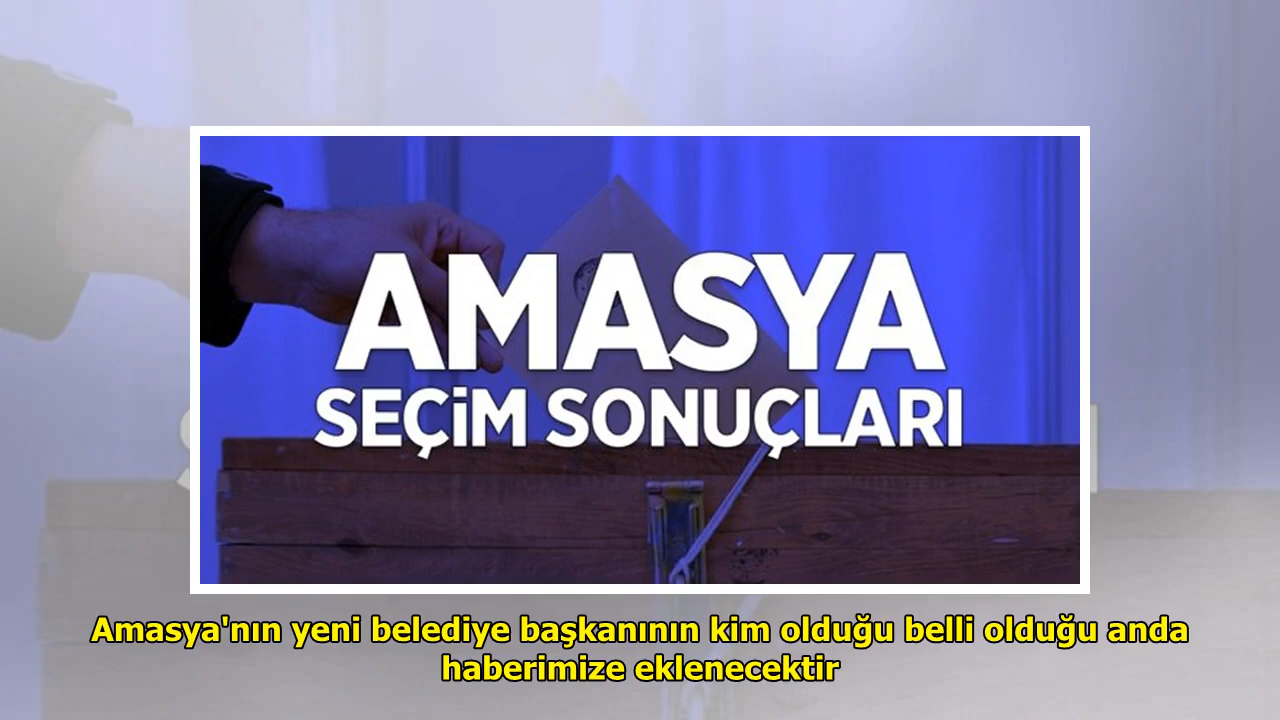 AMASYA
SEÇİM SONUÇLARI
Amasya'nın yeni belediye başkanının kim olduğu belli olduğu anda
haberimize eklenecektir